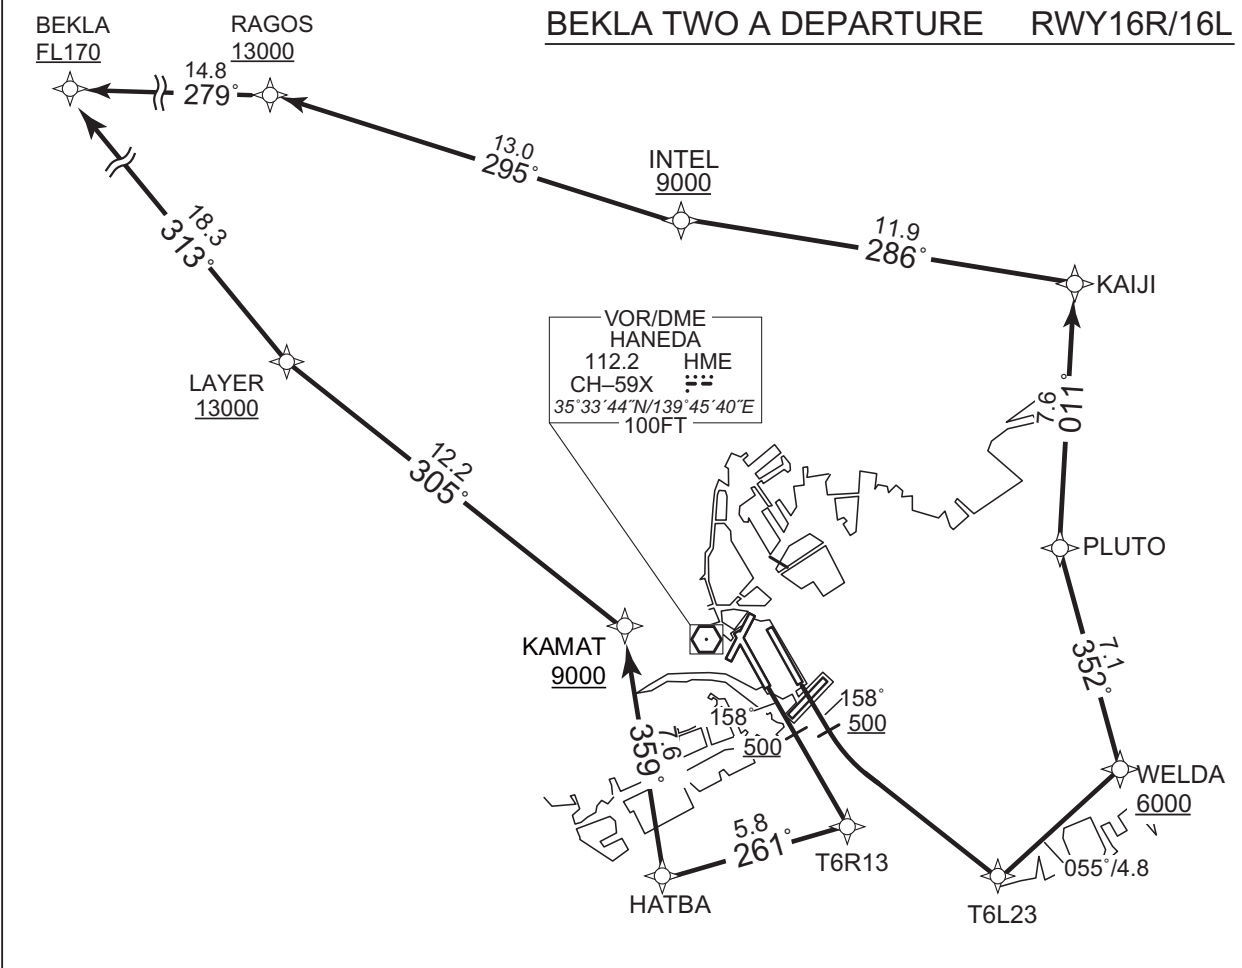 BEKLA TWO A DEPARTURE RWY16R/16L
BEKLA
FL170
RAGOS
13000
14.8
279°
13.0
295°
INTEL
9000
11.9
286°
KAIJI
18.3
313°
LAYER
13000
VOR/DME
HANEDA
112.2 HME
CH–59X
35°33′44″N/139°45′40″E
100FT
7.6
011°
12.2
305°
PLUTO
KAMAT
9000
7.1
352°
158°
500
158°
500
7.6
359°
WELDA
6000
5.8
261°
T6R13
055°/4.8
HATBA
T6L23